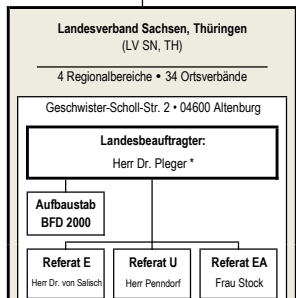 Landesverband Sachsen, Thüringen
(LV SN, TH)
4 Regionalbereiche • 34 Ortsverbände
Geschwister-Scholl-Str. 2 • 04600 Altenburg
Landesbeauftragter:
Herr Dr. Pleger *
Aufbaustab
BFD 2000
Referat E
Herr Dr. von Salisch
Referat U
Herr Penndorf
Referat EA
Frau Stock